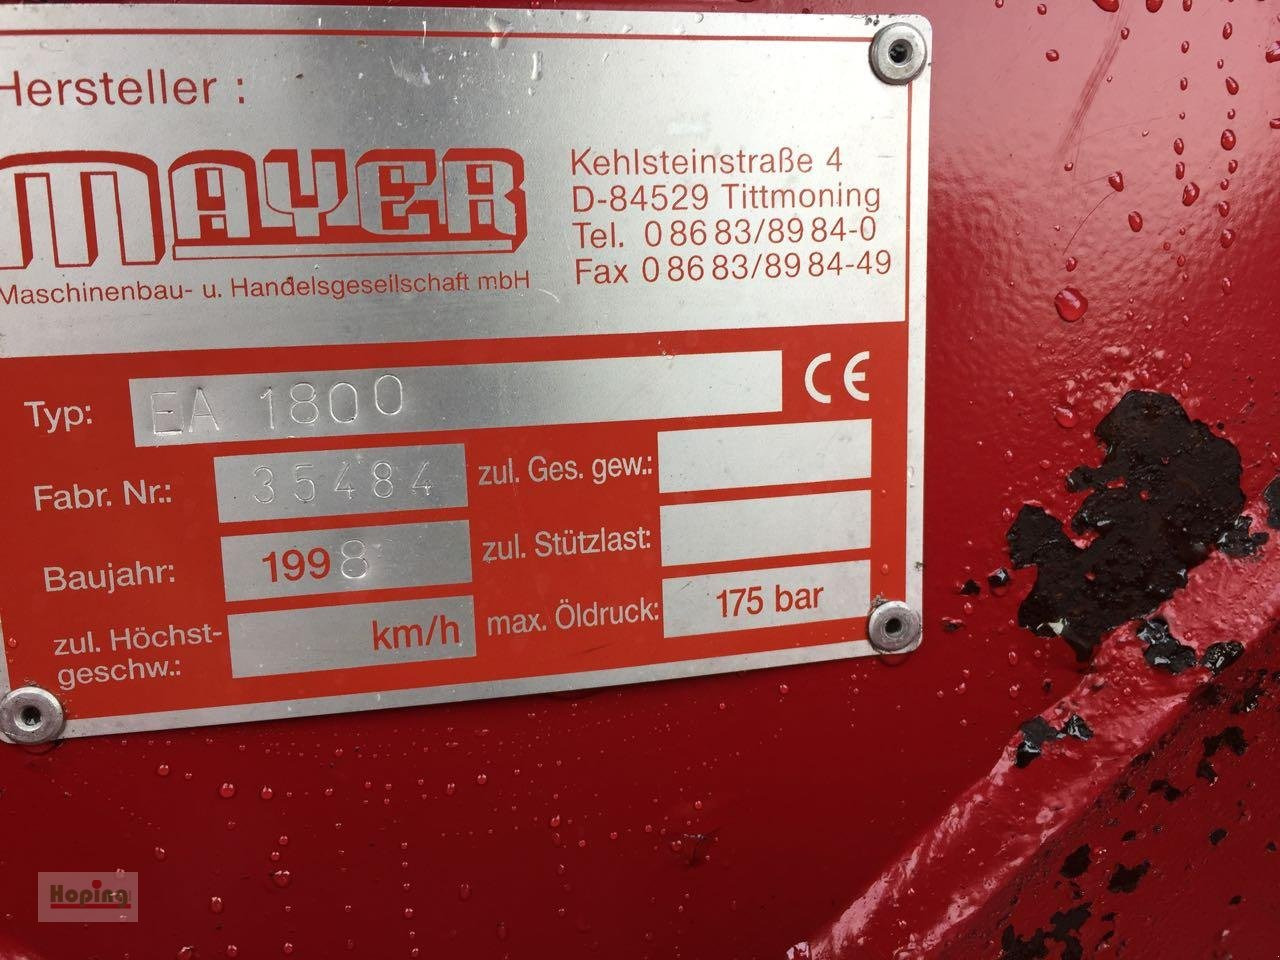 Hersteller :
MAYER
Maschinenbau- u. Handelsgesellschaft mbH
Kehlsteinstraße 4
D-84529 Tittmoning
Tel. 0 86 83/89 84-0
Fax 0 86 83/89 84-49
Typ: EA 1800
CE
Fabr. Nr.: 35484
zul. Ges. gew.:
Baujahr: 1998
zul. Stützlast:
zul. Höchst-
geschw.: km/h
max. Öldruck: 175 bar
Hoping